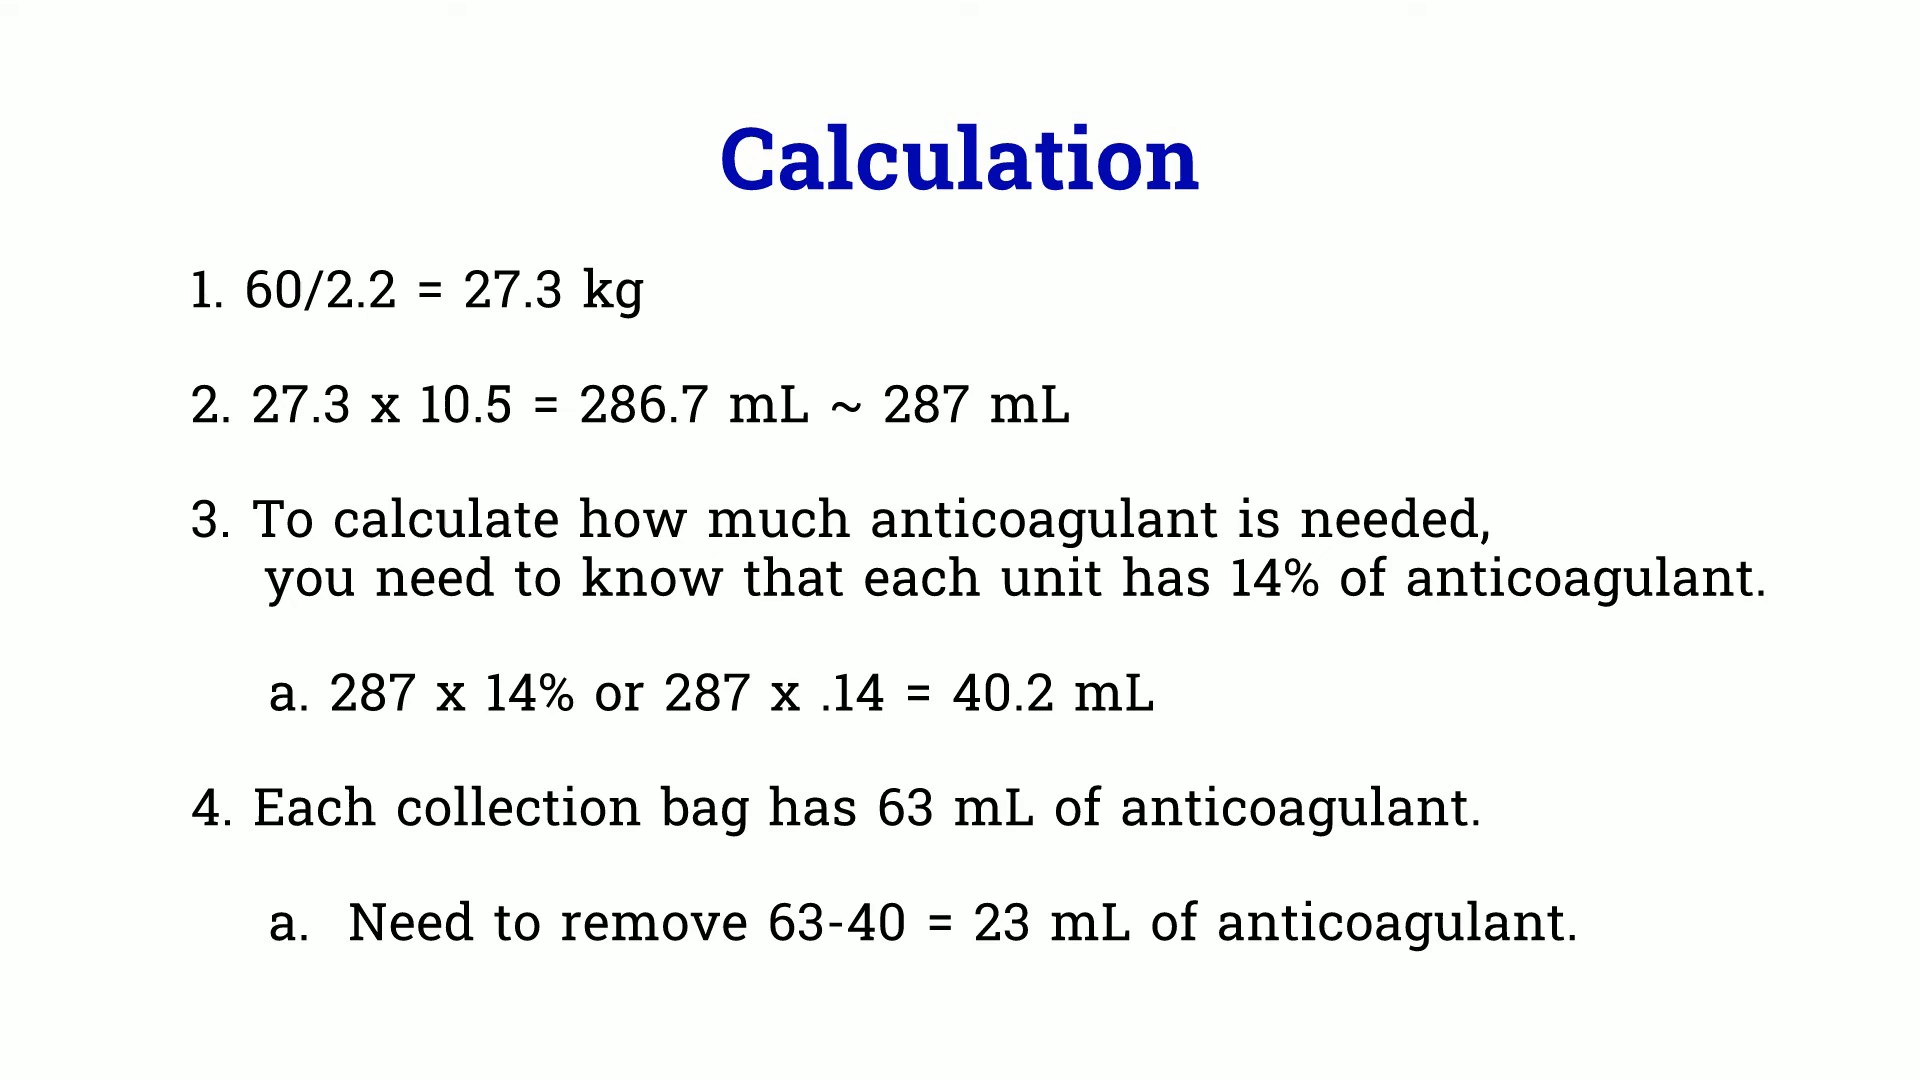 Calculation
1. 60/2.2 = 27.3 kg
2. 27.3 x 10.5 = 286.7 mL ~ 287 mL
3. To calculate how much anticoagulant is needed,
you need to know that each unit has 14% of anticoagulant.
a. 287 x 14% or 287 x .14 = 40.2 mL
4. Each collection bag has 63 mL of anticoagulant.
a. Need to remove 63-40 = 23 mL of anticoagulant.